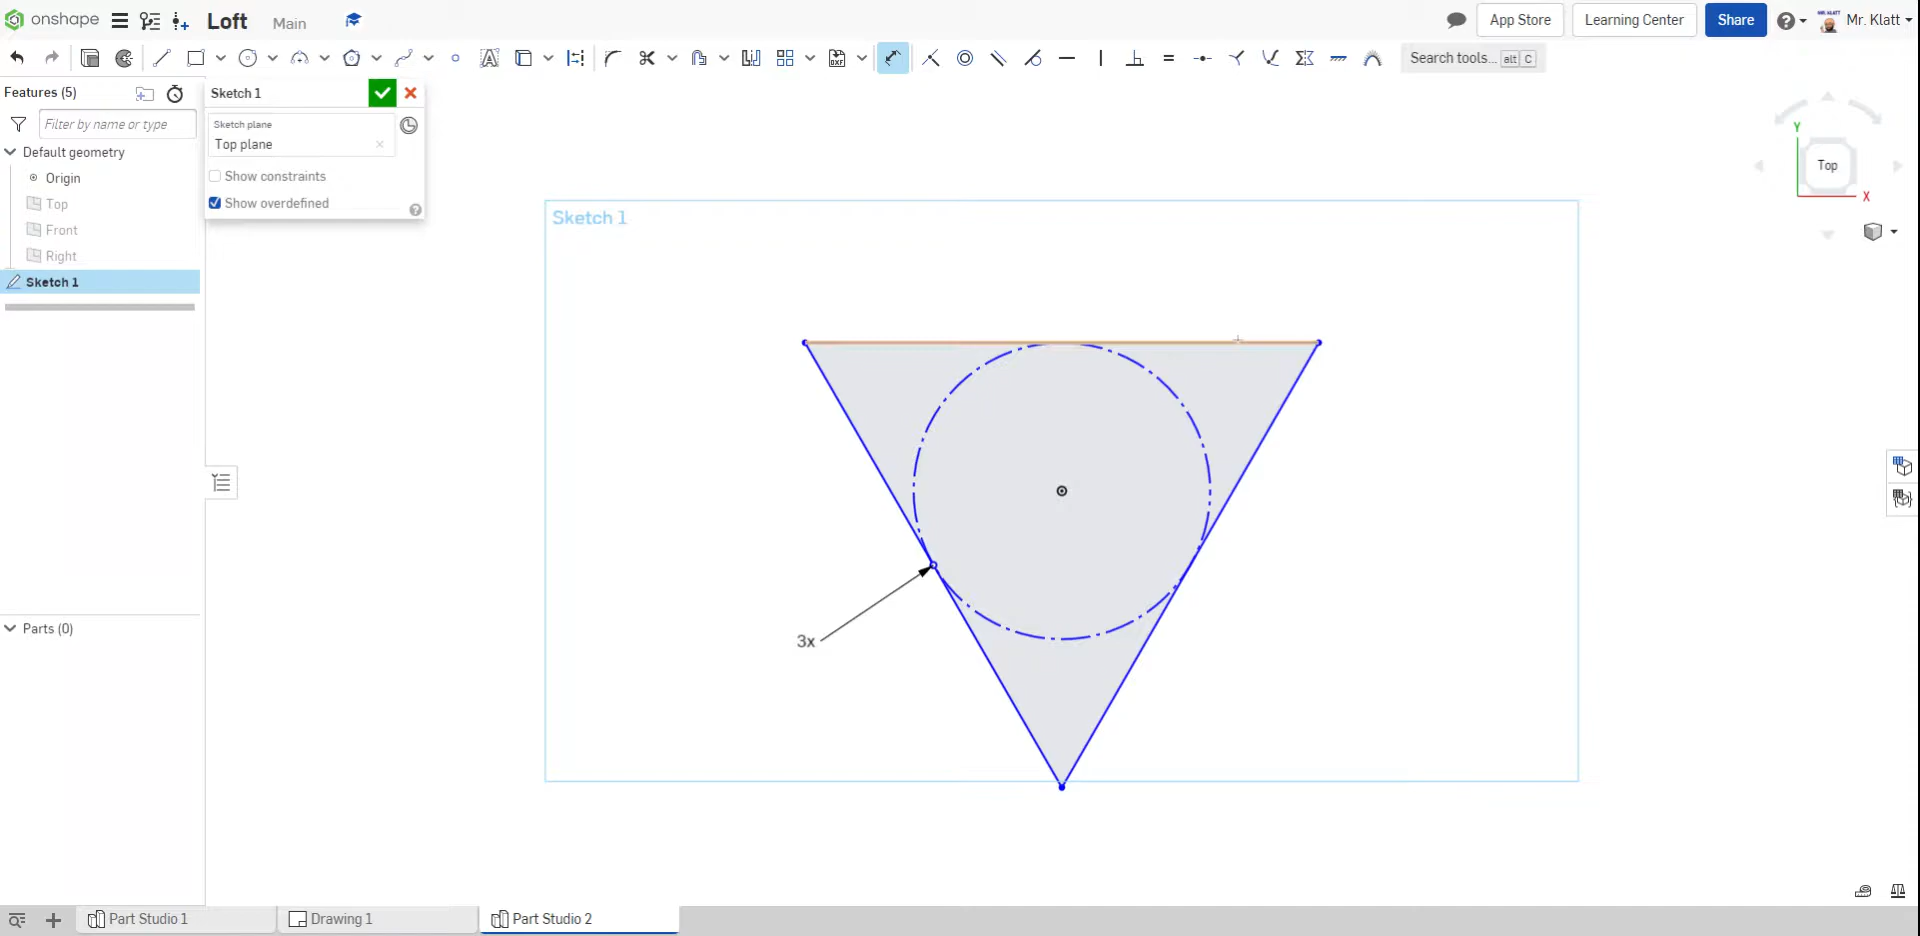 onshape
Loft
Main
App Store
Learning Center
Share
Mr. Klatt
Search tools... alt C
Features (5)
Filter by name or type
Default geometry
Origin
Top
Front
Right
Sketch 1
Parts (0)
Sketch 1
Sketch plane
Top plane
Show constraints
Show overdefined
Sketch 1
3x
Y
Top
X
Part Studio 1
Drawing 1
Part Studio 2